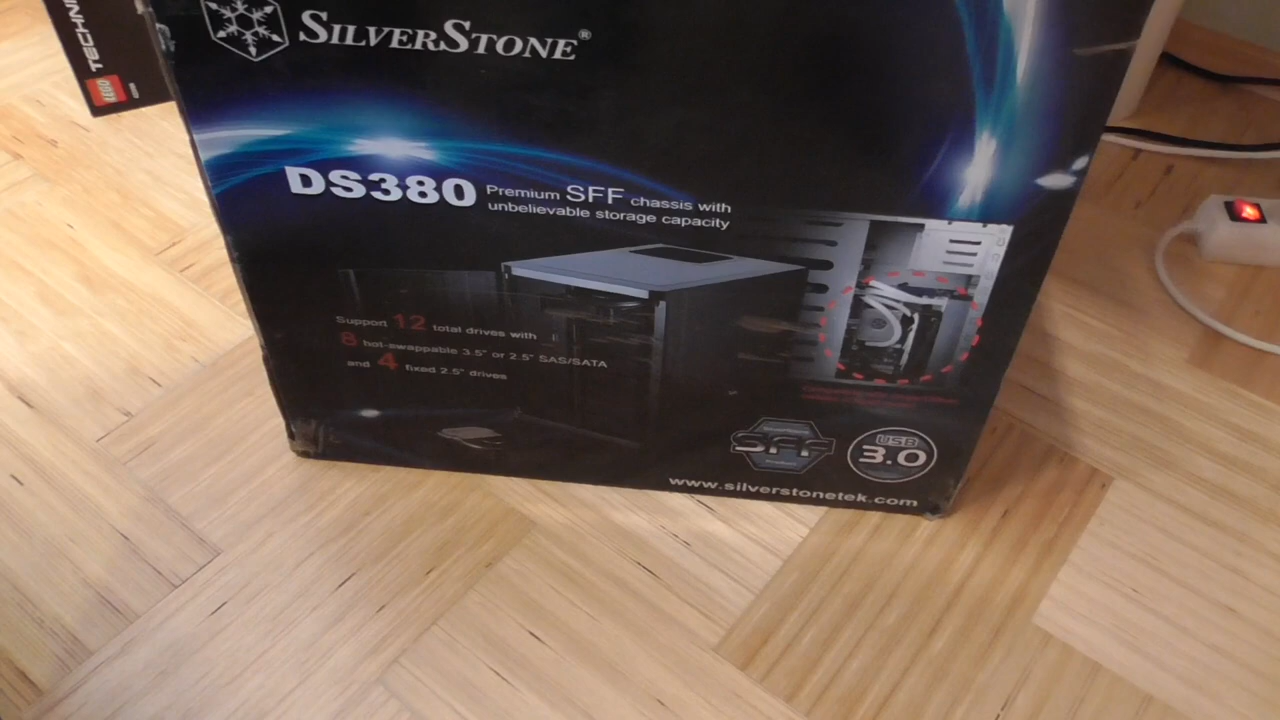 TECHNI
LEGO
SILVERSTONE®
DS380 Premium SFF chassis with
unbelievable storage capacity
Support 12 total drives with
8 hot-swappable 3.5" or 2.5" SAS/SATA
and 4 fixed 2.5" drives
SFF
USB
3.0
www.silverstonetek.com